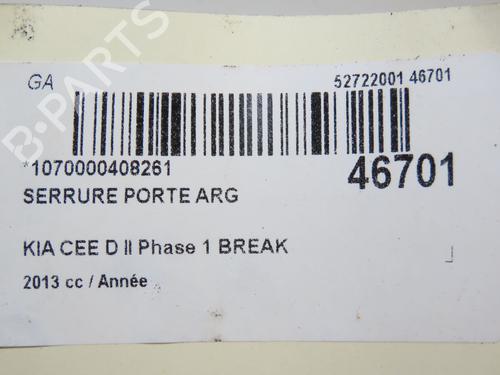 GA
52722001 46701
*1070000408261
46701
SERRURE PORTE ARG
KIA CEE D II Phase 1 BREAK
2013 cc / Année
B-PARTS